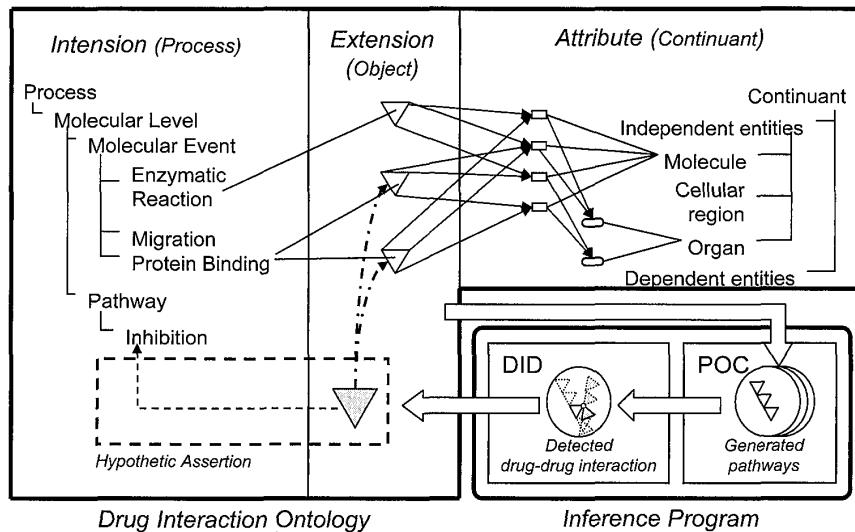 Intension (Process)
Extension
(Object)
Attribute (Continuant)
Process
Molecular Level
Molecular Event
Enzymatic
Reaction
Migration
Protein Binding
Pathway
Inhibition
Hypothetic Assertion
Continuant
Independent entities
Molecule
Cellular
region
Organ
Dependent entities
DID
Detected
drug-drug interaction
POC
Generated
pathways
Drug Interaction Ontology
Inference Program